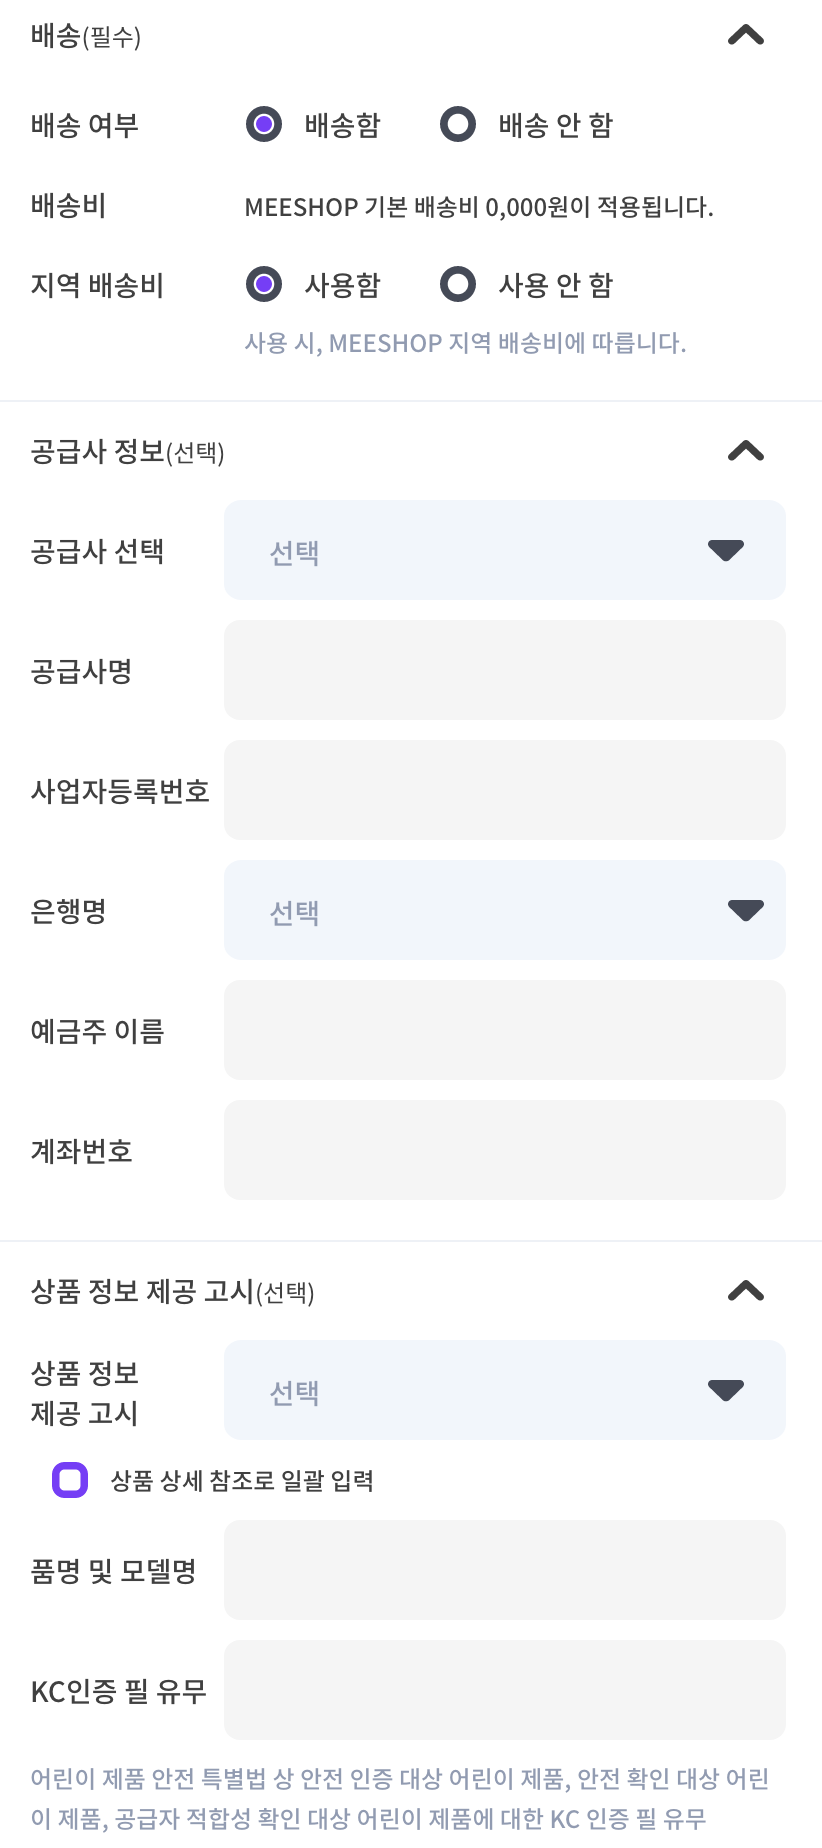 배송(필수)
배송 여부 배송함 배송 안 함
배송비 MEESHOP 기본 배송비 0,000원이 적용됩니다.
지역 배송비 사용함 사용 안 함
사용 시, MEESHOP 지역 배송비에 따릅니다.
공급사 정보(선택)
공급사 선택 선택
공급사명
사업자등록번호
은행명 선택
예금주 이름
계좌번호
상품 정보 제공 고시(선택)
상품 정보
제공 고시
선택
상품 상세 참조로 일괄 입력
품명 및 모델명
KC인증 필 유무
어린이 제품 안전 특별법 상 안전 인증 대상 어린이 제품, 안전 확인 대상 어린
이 제품, 공급자 적합성 확인 대상 어린이 제품에 대한 KC 인증 필 유무